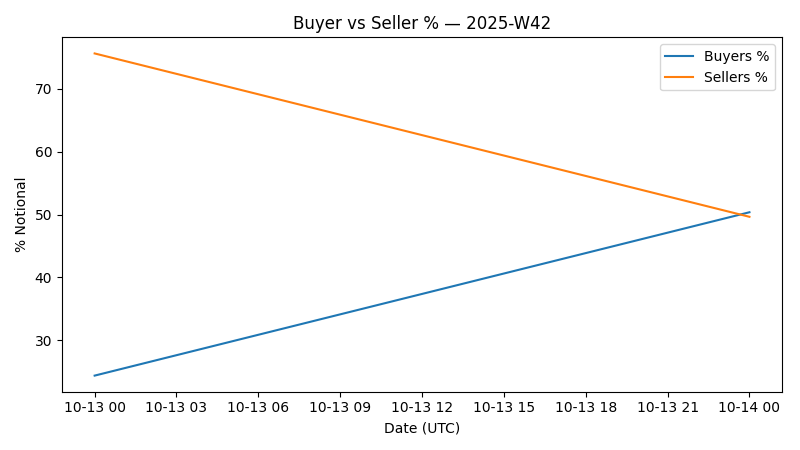 Buyer vs Seller % — 2025-W42
Buyers %
Sellers %
% Notional
70
60
50
40
30
10-13 00 10-13 03 10-13 06 10-13 09 10-13 12 10-13 15 10-13 18 10-13 21 10-14 00
Date (UTC)